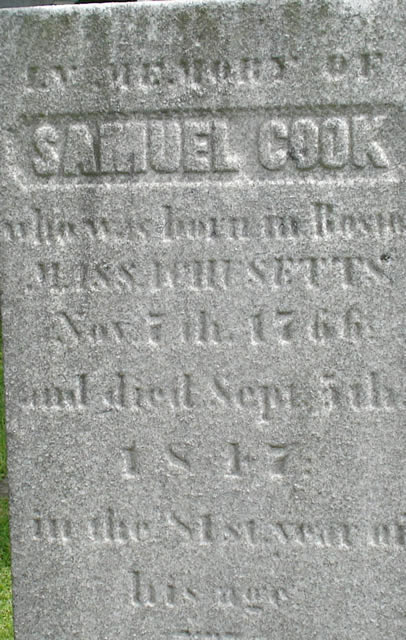 IN MEMORY OF
SAMUEL COOK
who was born in Bosto
MASSACHUSETTS
Nov. 7th. 1766.
and died Sept. 5th.
1847.
in the 81st year of
his age